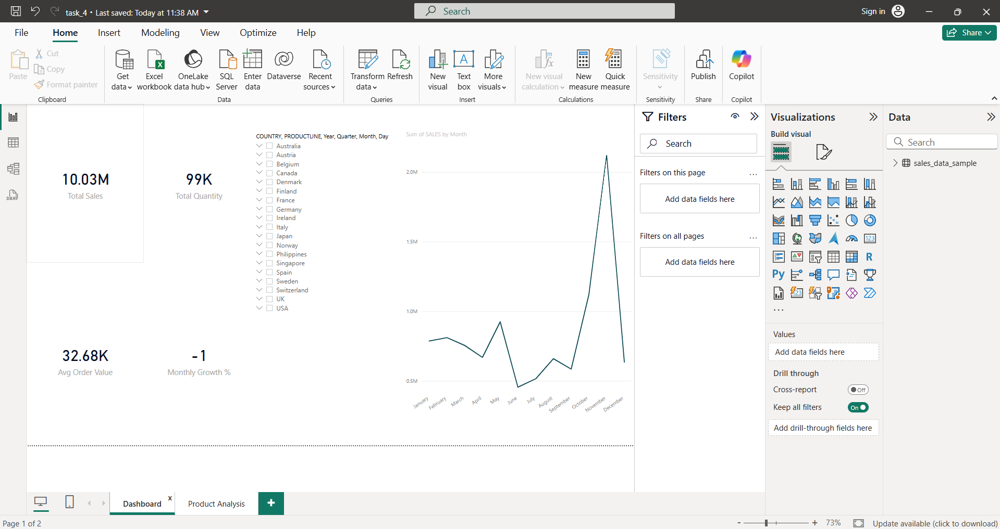 task_4 • Last saved: Today at 11:38 AM
Search
Sign in
File
Home
Insert
Modeling
View
Optimize
Help
Share
Paste
Cut
Copy
Format painter
Clipboard
Get data
Excel workbook
OneLake data hub
SQL Server
Enter data
Dataverse
Recent sources
Data
Transform data
Refresh
Queries
New visual
Text box
More visuals
Insert
New visual calculation
New measure
Quick measure
Calculations
Sensitivity
Sensitivity
Publish
Share
Copilot
Copilot
10.03M
Total Sales
99K
Total Quantity
32.68K
Avg Order Value
-1
Monthly Growth %
COUNTRY, PRODUCTLINE, Year, Quarter, Month, Day
Australia
Austria
Belgium
Canada
Denmark
Finland
France
Germany
Ireland
Italy
Japan
Norway
Philippines
Singapore
Spain
Sweden
Switzerland
UK
USA
Sum of SALES by Month
2.0M
1.5M
1.0M
0.5M
January
February
March
April
May
June
July
August
September
October
November
December
Filters
Search
Filters on this page
...
Add data fields here
Filters on all pages
...
Add data fields here
Visualizations
Build visual
123
R
Py
123
...
Values
Add data fields here
Drill through
Cross-report
Off
Keep all filters
On
Add drill-through fields here
Data
Search
sales_data_sample
DAX
Dashboard
x
Product Analysis
+
Page 1 of 2
-
+
73%
Update available (click to download)